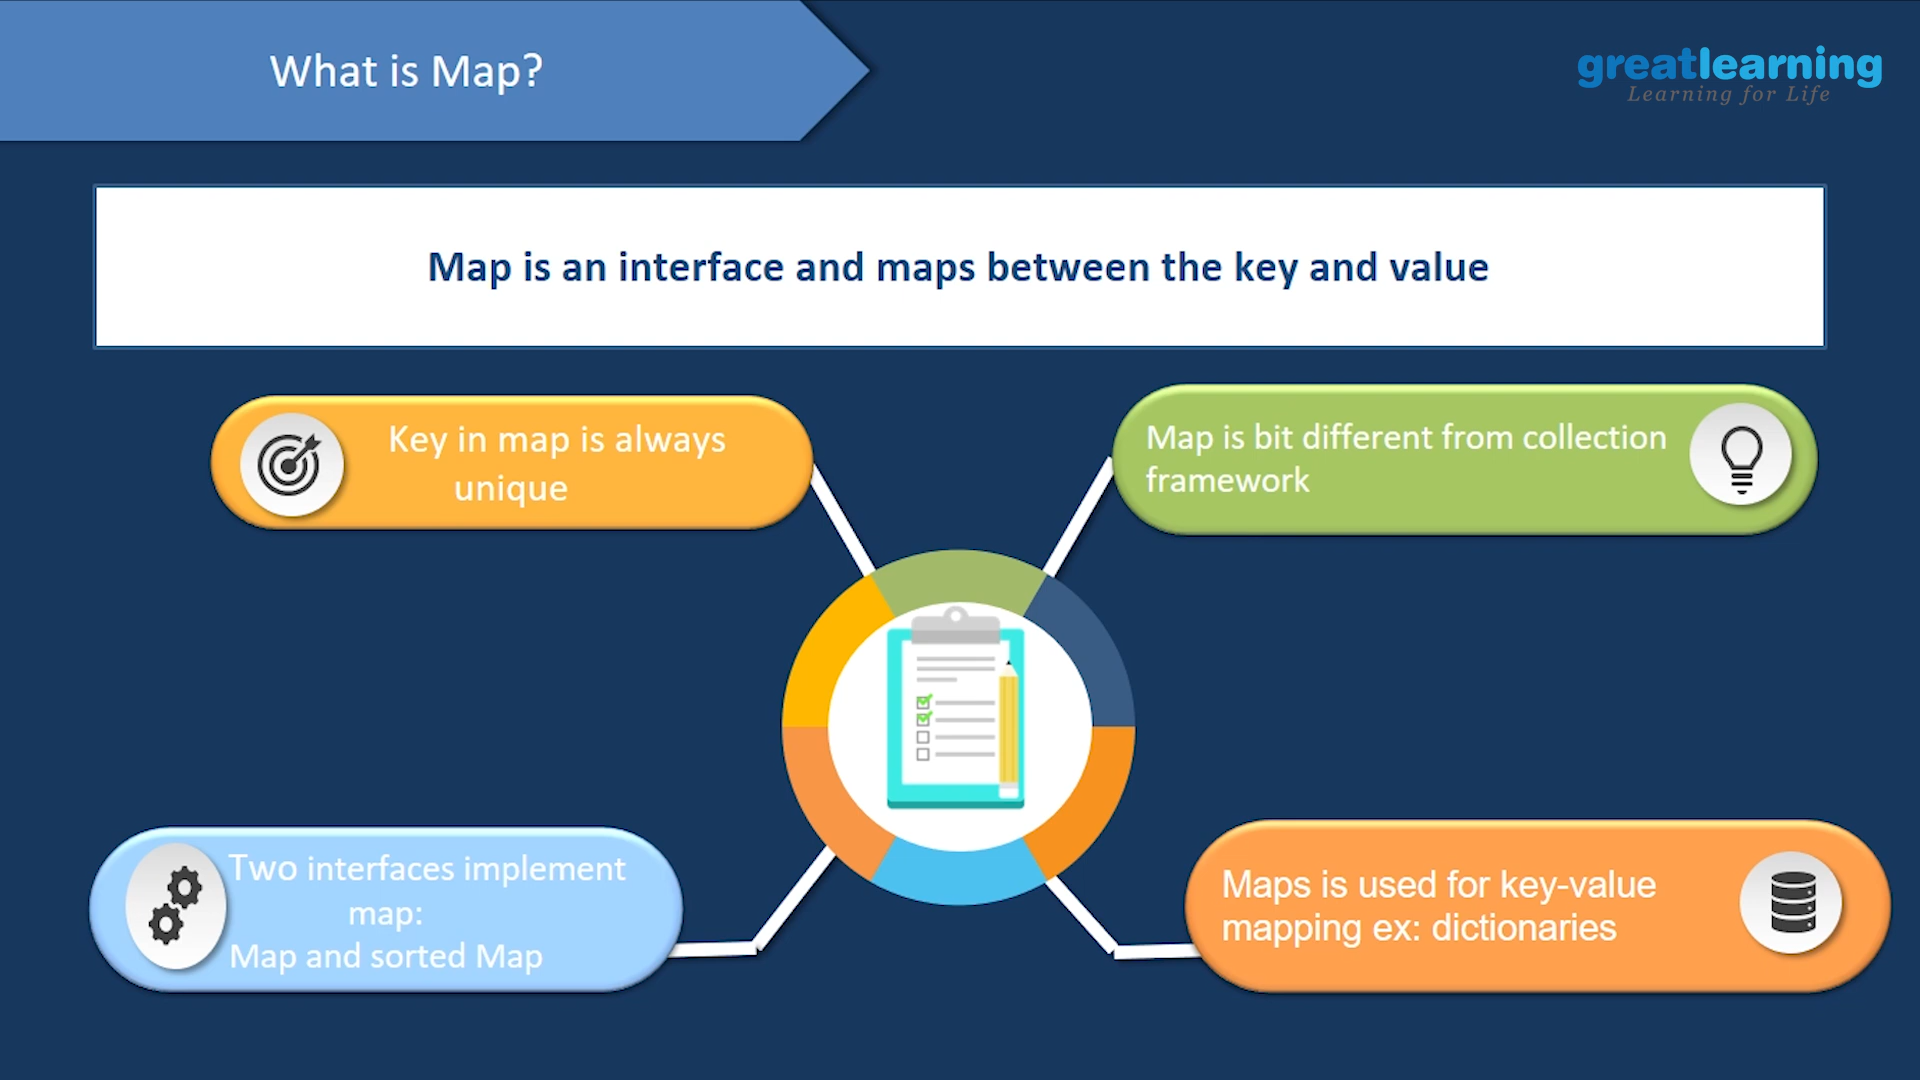 What is Map?
greatlearning
Learning for Life
Map is an interface and maps between the key and value
Key in map is always
unique
Map is bit different from collection
framework
Two interfaces implement
map:
Map and sorted Map
Maps is used for key-value
mapping ex: dictionaries